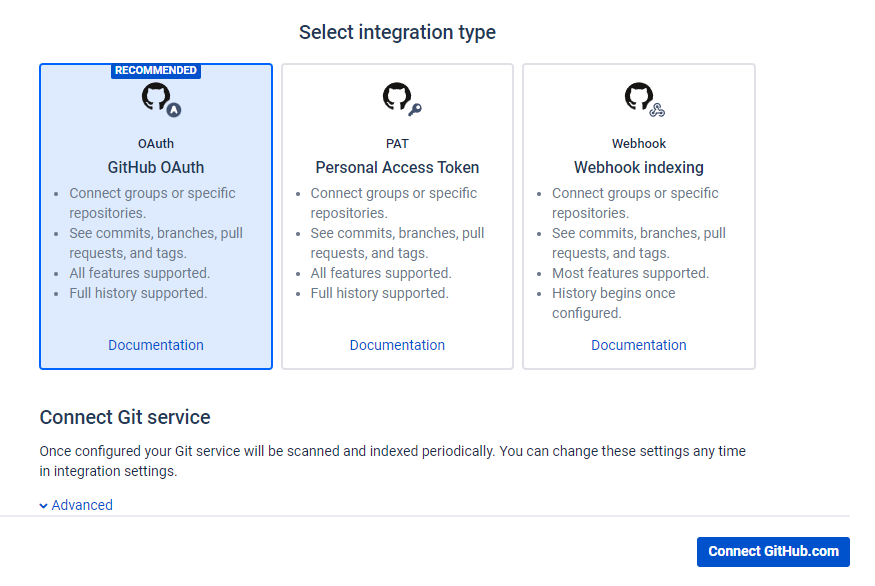 Select integration type
RECOMMENDED
OAuth
GitHub OAuth
Connect groups or specific
repositories.
See commits, branches, pull
requests, and tags.
All features supported.
Full history supported.
Documentation
PAT
Personal Access Token
Connect groups or specific
repositories.
See commits, branches, pull
requests, and tags.
All features supported.
Full history supported.
Documentation
Webhook
Webhook indexing
Connect groups or specific
repositories.
See commits, branches, pull
requests, and tags.
Most features supported.
History begins once
configured.
Documentation
Connect Git service
Once configured your Git service will be scanned and indexed periodically. You can change these settings any time
in integration settings.
Advanced
Connect GitHub.com